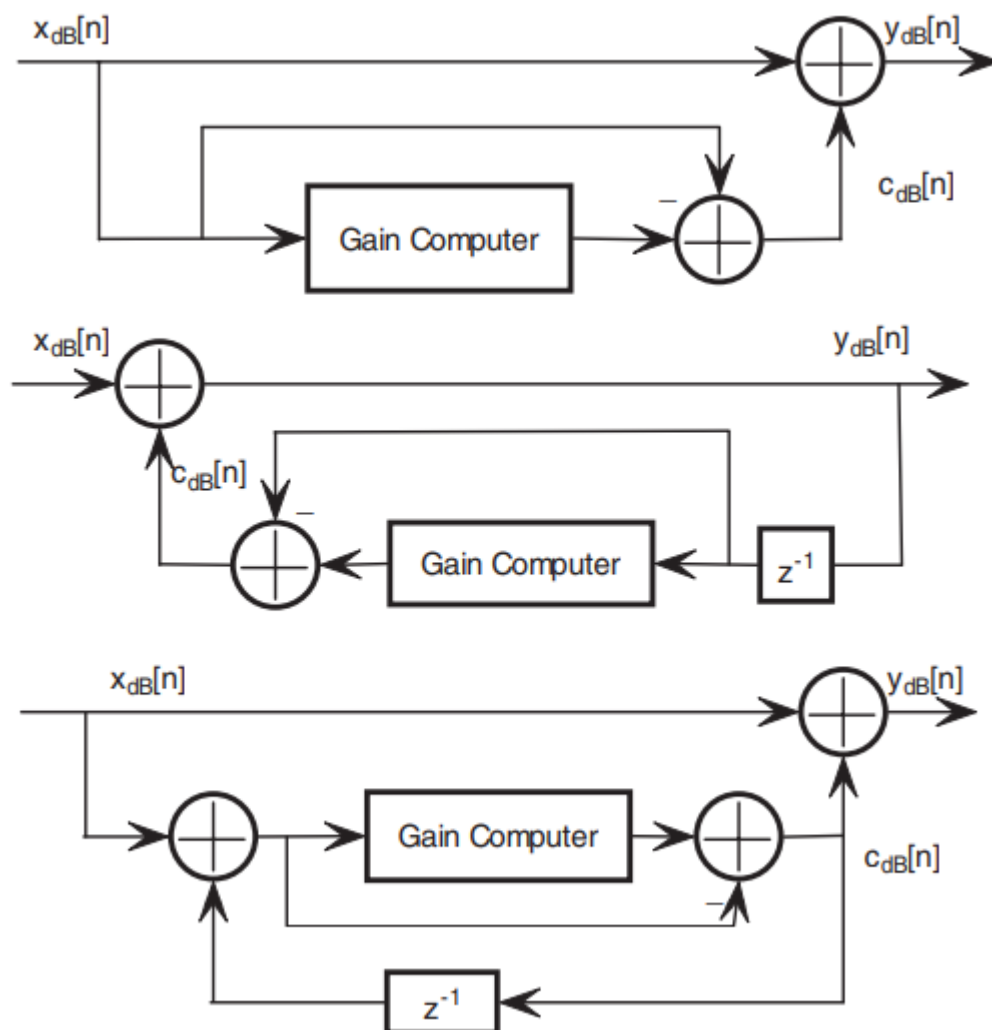 x_dB[n] y_dB[n]
–
c_dB[n]
Gain Computer
x_dB[n] y_dB[n]
c_dB[n]
–
Gain Computer
z^-1
x_dB[n] y_dB[n]
Gain Computer
c_dB[n]
–
z^-1